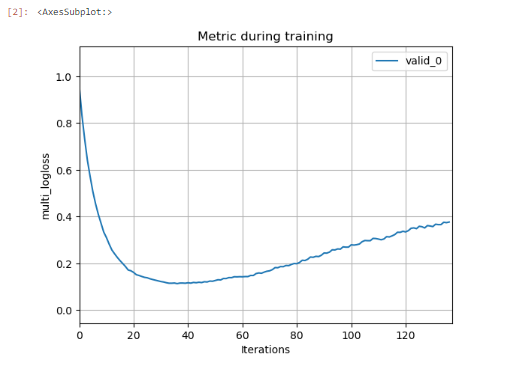 [2]: <AxesSubplot:>
Metric during training
valid_0
1.0
0.8
0.6
0.4
0.2
0.0
multi_logloss
0 20 40 60 80 100 120
Iterations